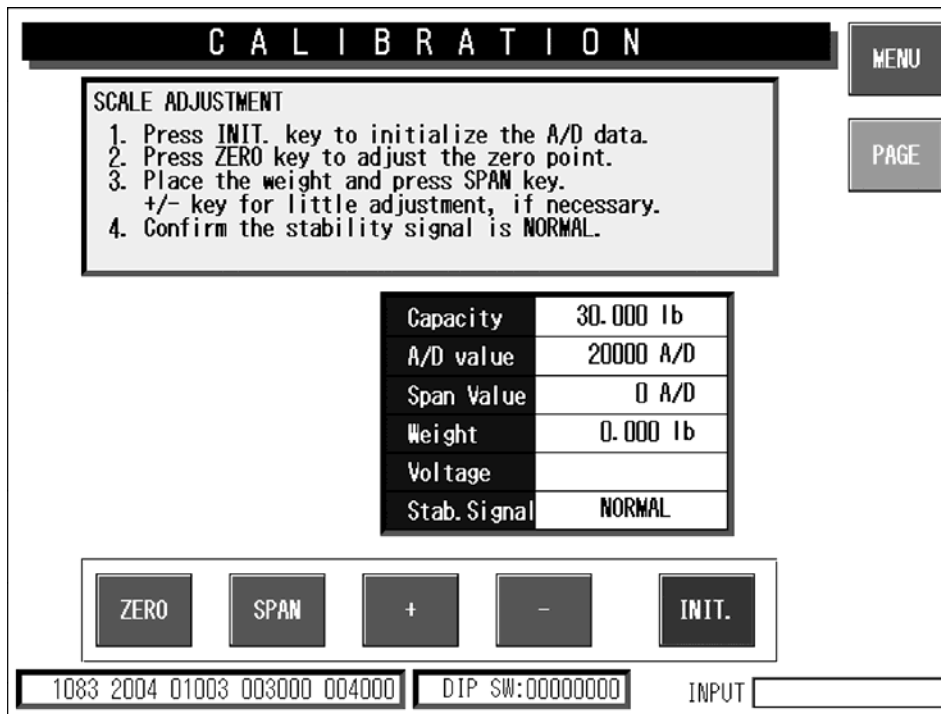 CALIBRATION
MENU
SCALE ADJUSTMENT
1. Press INIT. key to initialize the A/D data.
2. Press ZERO key to adjust the zero point.
3. Place the weight and press SPAN key.
+/- key for little adjustment, if necessary.
4. Confirm the stability signal is NORMAL.
PAGE
Capacity 30.000 lb
A/D value 20000 A/D
Span Value 0 A/D
Weight 0.000 lb
Voltage
Stab.Signal NORMAL
ZERO SPAN + - INIT.
1083 2004 01003 003000 004000 DIP SW:00000000 INPUT